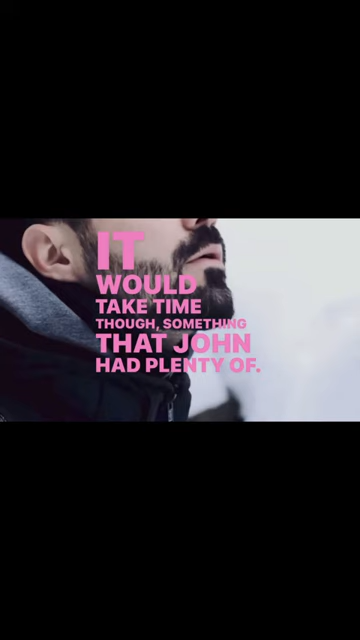 IT
WOULD
TAKE TIME
THOUGH, SOMETHING
THAT JOHN
HAD PLENTY OF.